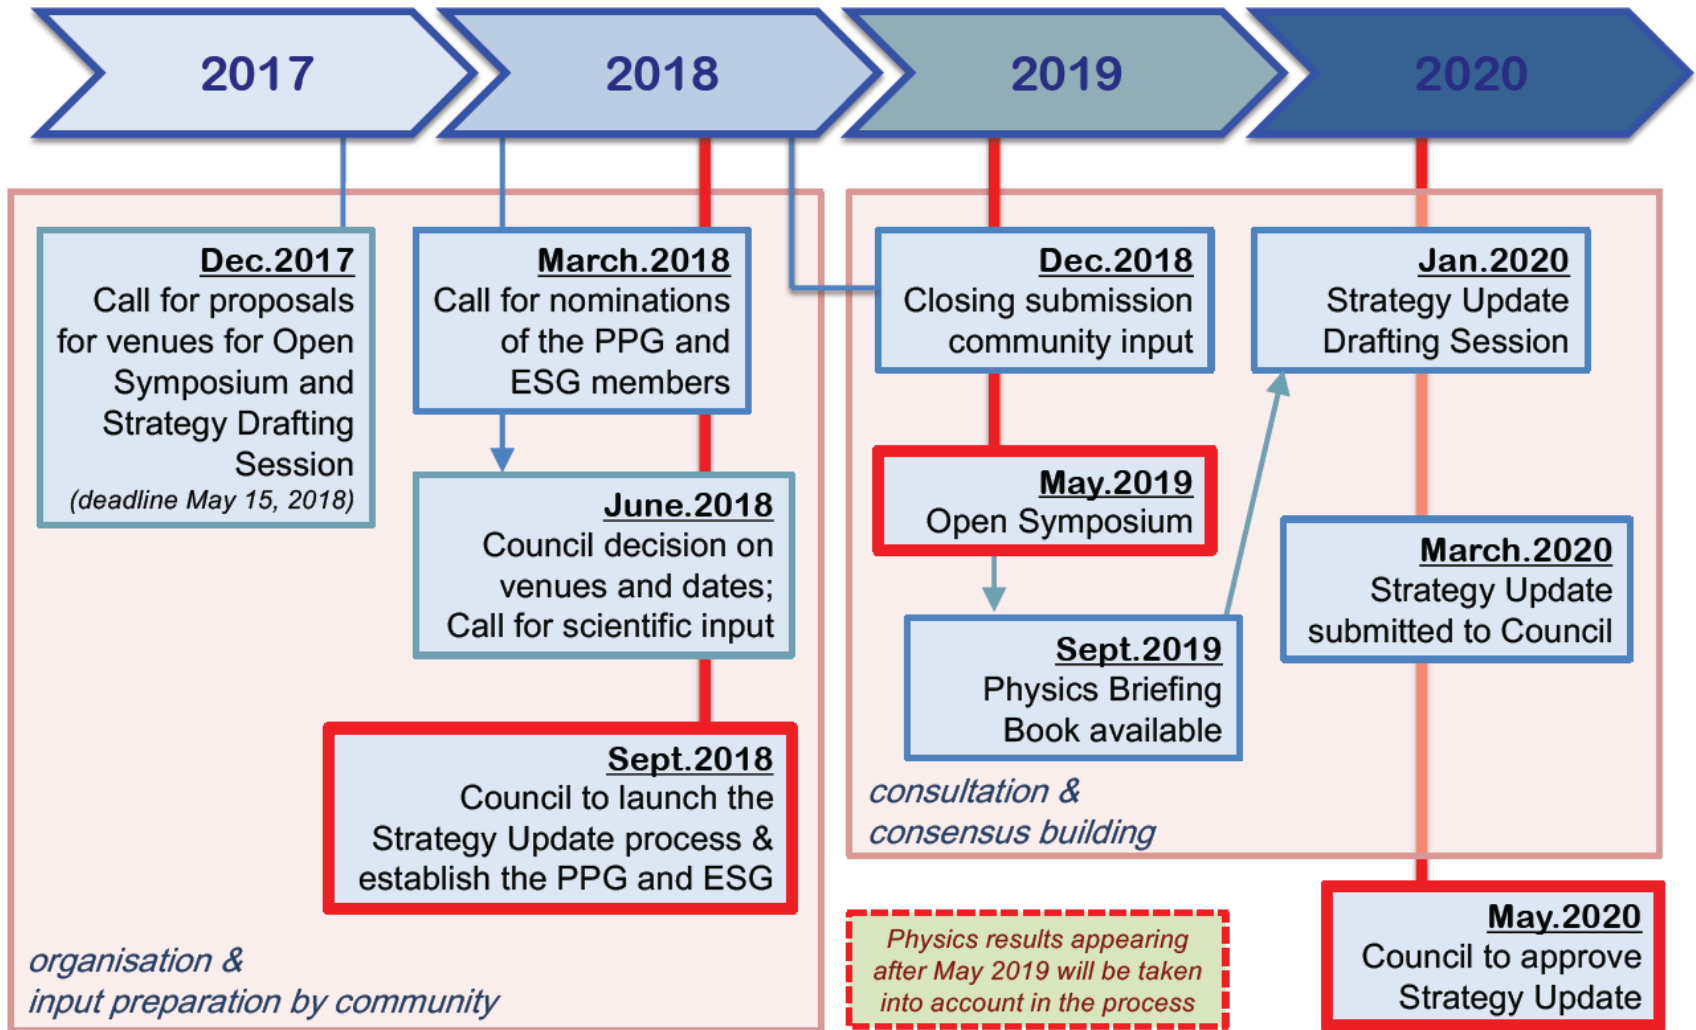 2017
2018
2019
2020
Dec.2017
Call for proposals
for venues for Open
Symposium and
Strategy Drafting
Session
(deadline May 15, 2018)
March.2018
Call for nominations
of the PPG and
ESG members
June.2018
Council decision on
venues and dates;
Call for scientific input
Sept.2018
Council to launch the
Strategy Update process &
establish the PPG and ESG
organisation &
input preparation by community
Dec.2018
Closing submission
community input
May.2019
Open Symposium
Sept.2019
Physics Briefing
Book available
Jan.2020
Strategy Update
Drafting Session
March.2020
Strategy Update
submitted to Council
consultation &
consensus building
Physics results appearing
after May 2019 will be taken
into account in the process
May.2020
Council to approve
Strategy Update